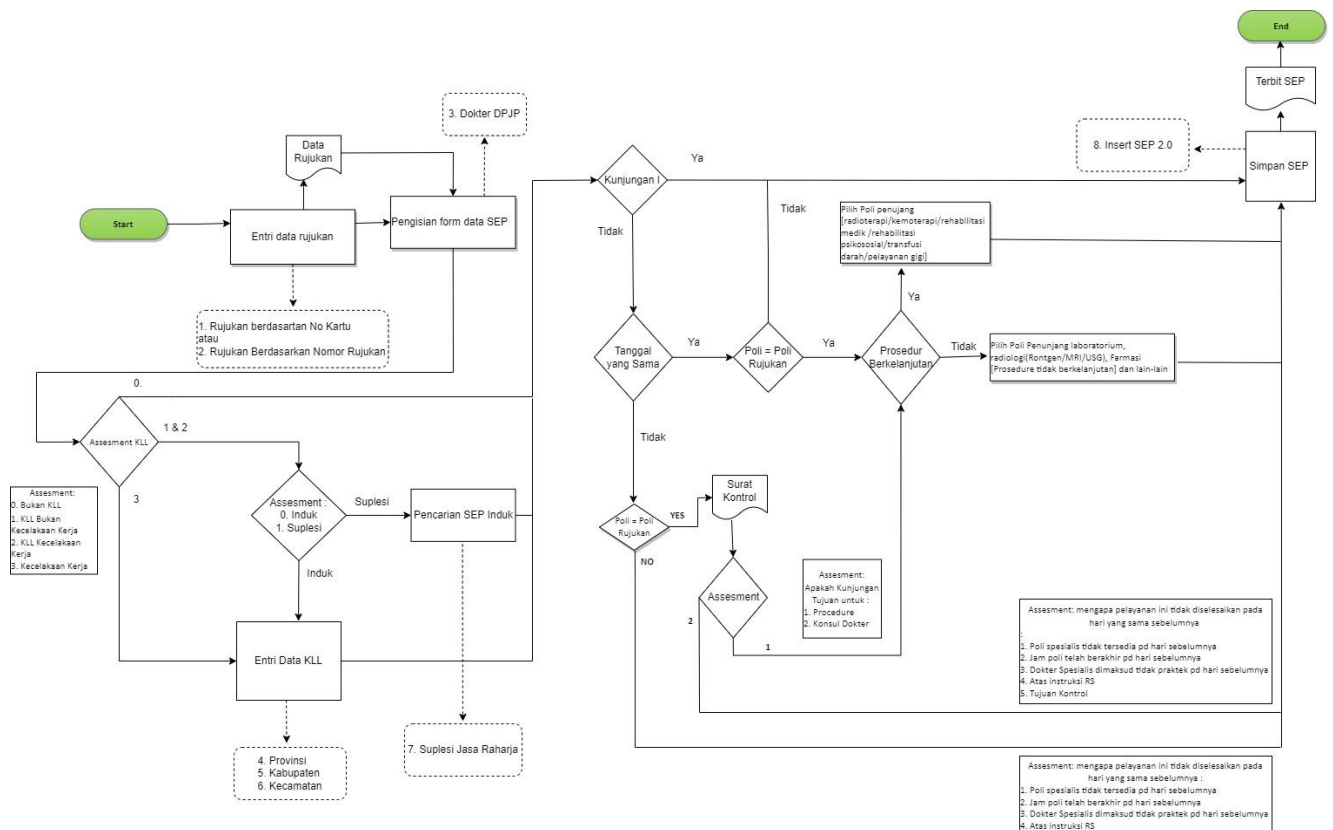 End
Terbit SEP
8. Insert SEP 2.0
Simpan SEP
3. Dokter DPJP
Data
Rujukan
Start
Entri data rujukan
Pengisian form data SEP
1. Rujukan berdasartan No Kartu
atau
2. Rujukan Berdasarkan Nomor Rujukan
Kunjungan I
Ya
Tidak
Tidak
Pilih Poli penujang
[radioterapi/kemoterapi/rehabilitasi
medik /rehabilitasi
psikososial/transfusi
darah/pelayanan gigi]
Ya
Tanggal
yang Sama
Ya
Poli = Poli
Rujukan
Ya
Prosedur
Berkelanjutan
Tidak
Pilih Poli Penunjang laboratorium,
radiologi(Rontgen/MRI/USG), Farmasi
[Prosedure tidak berkelanjutan] dan lain-lain
Tidak
0.
Assesment KLL
1 & 2
3
Assesment:
0. Bukan KLL
1. KLL Bukan
Kecelakaan Kerja
2. KLL Kecelakaan
Kerja
3. Kecelakaan Kerja
Assesment :
0. Induk
1. Suplesi
Suplesi
Pencarian SEP Induk
Induk
Entri Data KLL
4. Provinsi
5. Kabupaten
6. Kecamatan
7. Suplesi Jasa Raharja
Poli = Poli
Rujukan
YES
NO
Surat
Kontrol
Assesment
2
1
Assesment:
Apakah Kunjungan
Tujuan untuk :
1. Procedure
2. Konsul Dokter
Assesment: mengapa pelayanan ini tidak diselesaikan pada
hari yang sama sebelumnya
:
1. Poli spesialis tidak tersedia pd hari sebelumnya
2. Jam poli telah berakhir pd hari sebelumnya
3. Dokter Spesialis dimaksud tidak praktek pd hari sebelumnya
4. Atas instruksi RS
5. Tujuan Kontrol
Assesment: mengapa pelayanan ini tidak diselesaikan pada
hari yang sama sebelumnya :
1. Poli spesialis tidak tersedia pd hari sebelumnya
2. Jam poli telah berakhir pd hari sebelumnya
3. Dokter Spesialis dimaksud tidak praktek pd hari sebelumnya
4. Atas instruksi RS